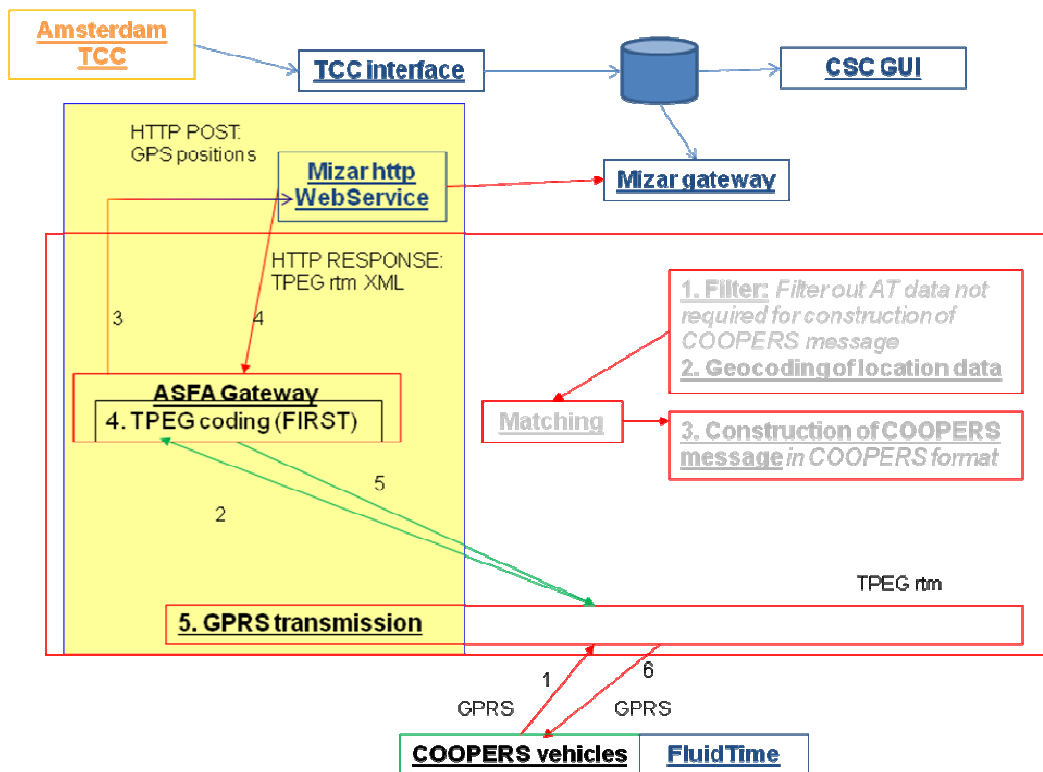 Amsterdam
TCC
TCC interface
CSC GUI
HTTP POST:
GPS positions
Mizar http
WebService
Mizar gateway
HTTP RESPONSE:
TPEG rtm XML
3
4
1. Filter: Filter out AT data not
required for construction of
COOPERS message
2. Geocoding of location data
ASFA Gateway
4. TPEG coding (FIRST)
Matching
3. Construction of COOPERS
message in COOPERS format
5
2
TPEG rtm
5. GPRS transmission
1
6
GPRS
GPRS
COOPERS vehicles
FluidTime